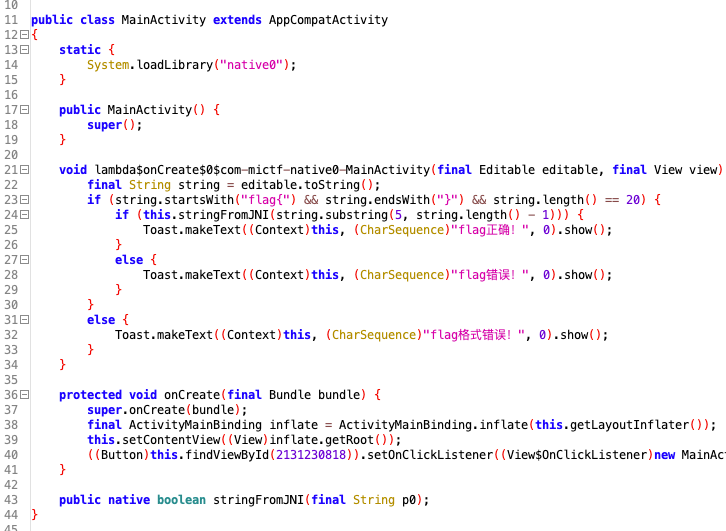 10
11 public class MainActivity extends AppCompatActivity
12 {
13     static {
14         System.loadLibrary("native0");
15     }
16
17     public MainActivity() {
18         super();
19     }
20
21     void lambda$onCreate$0$com-mictf-native0-MainActivity(final Editable editable, final View view)
22         final String string = editable.toString();
23         if (string.startsWith("flag{") && string.endsWith("}") && string.length() == 20) {
24             if (this.stringFromJNI(string.substring(5, string.length() - 1))) {
25                 Toast.makeText((Context)this, (CharSequence)"flag正确！", 0).show();
26             }
27             else {
28                 Toast.makeText((Context)this, (CharSequence)"flag错误！", 0).show();
29             }
30         }
31         else {
32             Toast.makeText((Context)this, (CharSequence)"flag格式错误！", 0).show();
33         }
34     }
35
36     protected void onCreate(final Bundle bundle) {
37         super.onCreate(bundle);
38         final ActivityMainBinding inflate = ActivityMainBinding.inflate(this.getLayoutInflater());
39         this.setContentView((View)inflate.getRoot());
40         ((Button)this.findViewById(2131230818)).setOnClickListener((View$OnClickListener)new MainAc
41     }
42
43     public native boolean stringFromJNI(final String p0);
44 }
45